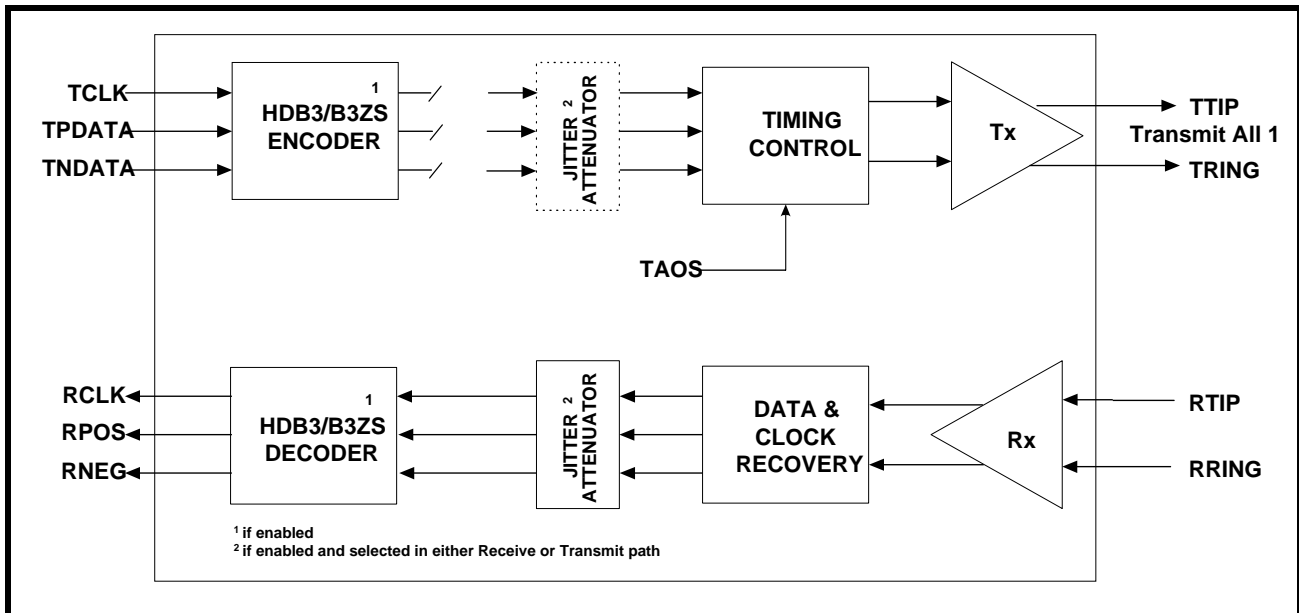 TCLK
TPDATA
TNDATA
1
HDB3/B3ZS
ENCODER
JITTER 2
ATTENUATOR
TIMING
CONTROL
Tx
TTIP
Transmit All 1
TRING
TAOS
RCLK
RPOS
RNEG
1
HDB3/B3ZS
DECODER
JITTER 2
ATTENUATOR
DATA &
CLOCK
RECOVERY
Rx
RTIP
RRING
1 if enabled
2 if enabled and selected in either Receive or Transmit path